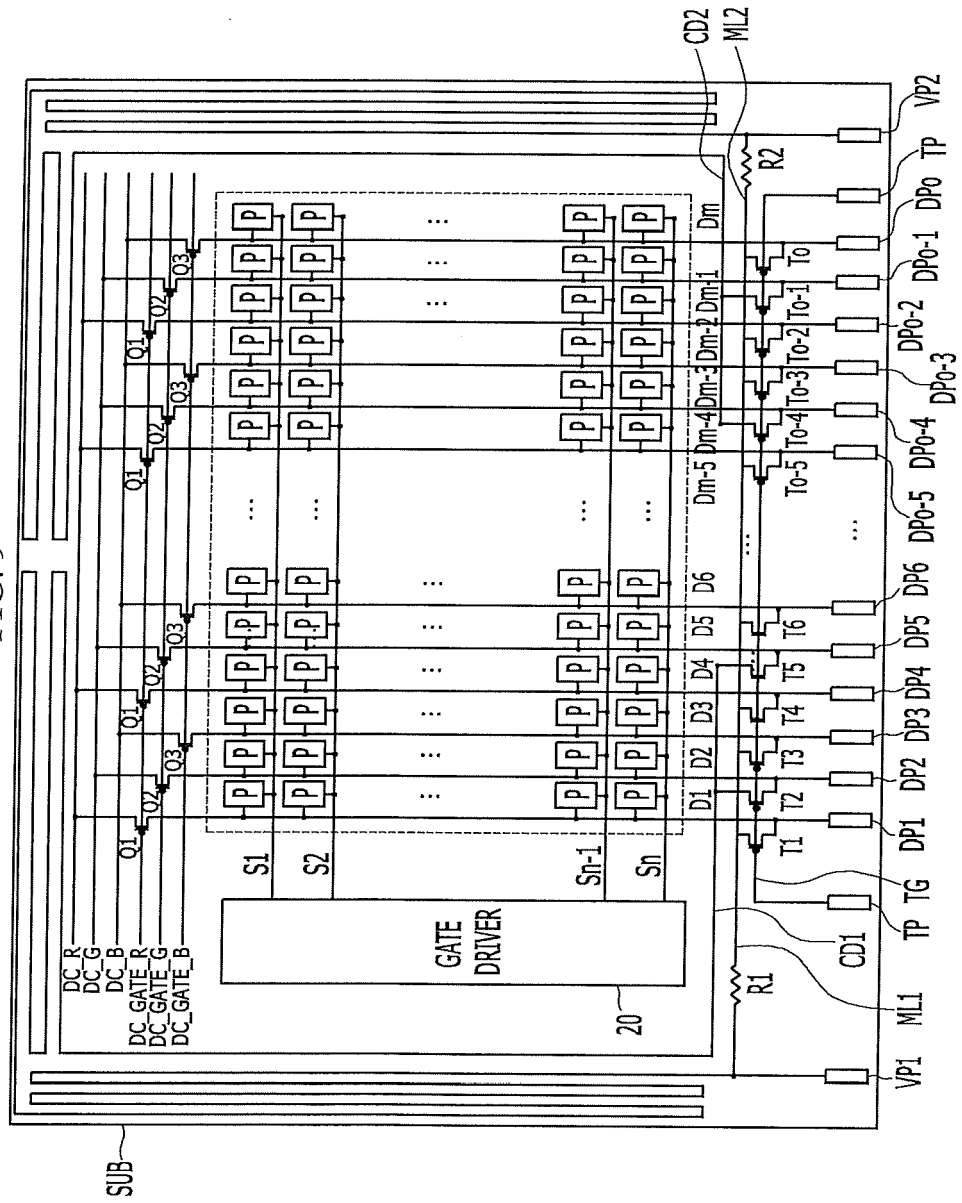 CD2
ML2
DC_R
DC_G
DC_B
DC_GATE_R
DC_GATE_G
DC_GATE_B
Q1
Q2
Q3
Q1
Q2
Q3
Q1
Q2
Q3
Q1
Q2
Q3
S1
P P P P P P ... P P P P P P
S2
P P P P P P ... P P P P P P
... ...
Sn-1
P P P P P P ... P P P P P P
Sn
P P P P P P ... P P P P P P
GATE
DRIVER
20
D1 D2 D3 D4 D5 D6 Dm-5 Dm-4 Dm-3 Dm-2 Dm-1 Dm
R1
R2
T1 T2 T3 T4 T5 T6 ... To-5 To-4 To-3 To-2 To-1 To
SUB
VP1
ML1
CD1
TP
TG
DP1
DP2
DP3
DP4
DP5
DP6
...
DPo-5
DPo-4
DPo-3
DPo-2
DPo-1
DPo
TP
VP2